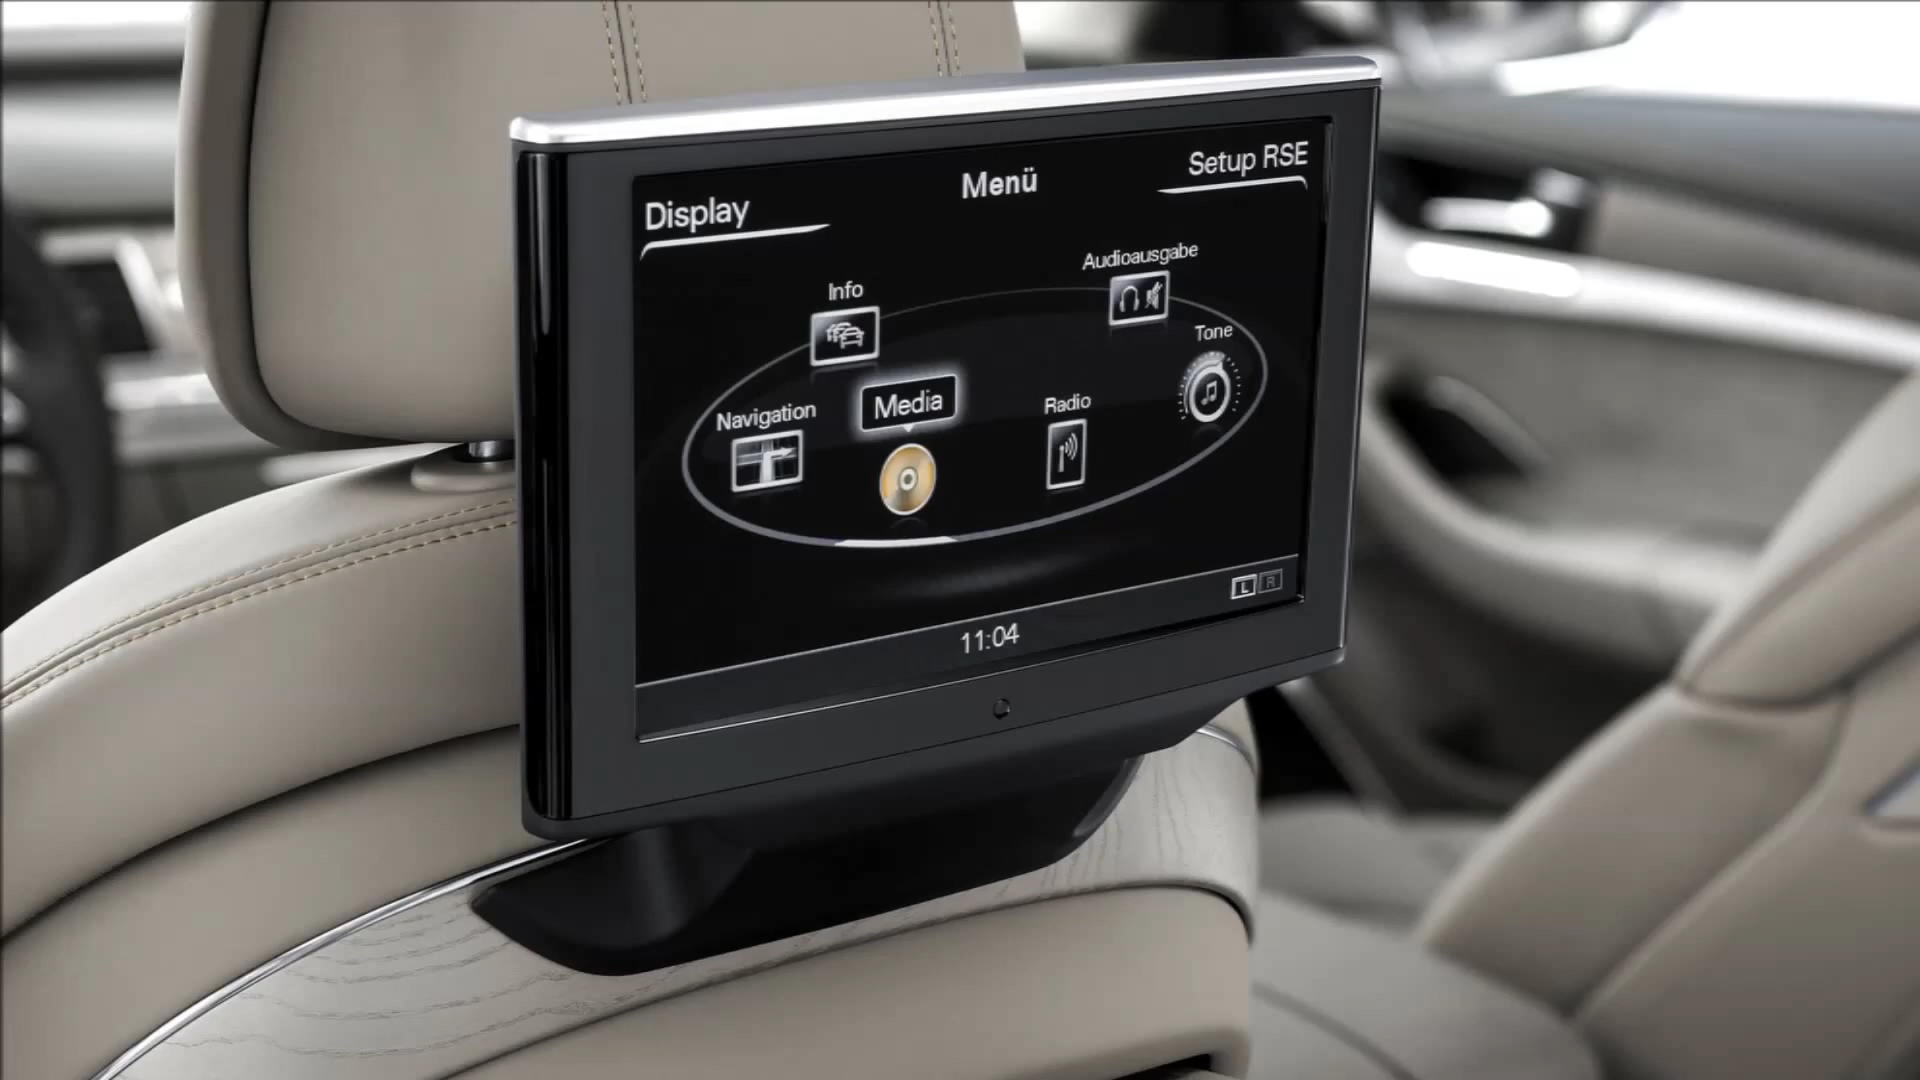 Display
Menü
Setup RSE
Info
Audioausgabe
Tone
Navigation
Media
Radio
L R
11:04